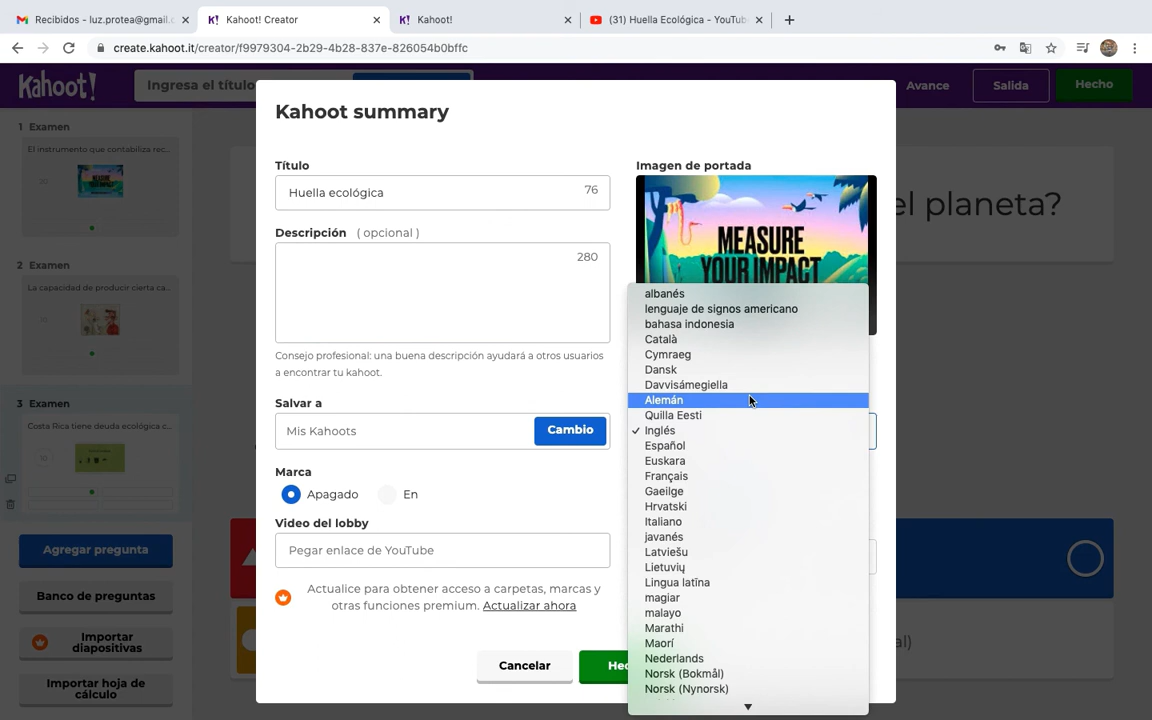 Recibidos - luz.protea@gmail.c
Kahoot! Creator
Kahoot!
(31) Huella Ecológica - YouTub
create.kahoot.it/creator/f9979304-2b29-4b28-837e-826054b0bffc
Kahoot!
Ingresa el título
Avance
Salida
Hecho
1 Examen
El instrumento que contabiliza rec...
20
2 Examen
La capacidad de producir cierta ca...
3 Examen
Costa Rica tiene deuda ecológica c...
10
Agregar pregunta
Banco de preguntas
Importar
diapositivas
Importar hoja de
cálculo
el planeta?
Kahoot summary
Título
Huella ecológica
76
Descripción ( opcional )
280
Consejo profesional: una buena descripción ayudará a otros usuarios
a encontrar tu kahoot.
Salvar a
Mis Kahoots
Cambio
Marca
Apagado
En
Video del lobby
Pegar enlace de YouTube
Actualice para obtener acceso a carpetas, marcas y
otras funciones premium. Actualizar ahora
Cancelar
Hec
Imagen de portada
MEASURE
YOUR IMPACT
albanés
lenguaje de signos americano
bahasa indonesia
Català
Cymraeg
Dansk
Davvisámegiella
Alemán
Quilla Eesti
Inglés
Español
Euskara
Français
Gaeilge
Hrvatski
Italiano
javanés
Latviešu
Lietuvių
Lingua latīna
magiar
malayo
Marathi
Maorí
Nederlands
Norsk (Bokmål)
Norsk (Nynorsk)
al)